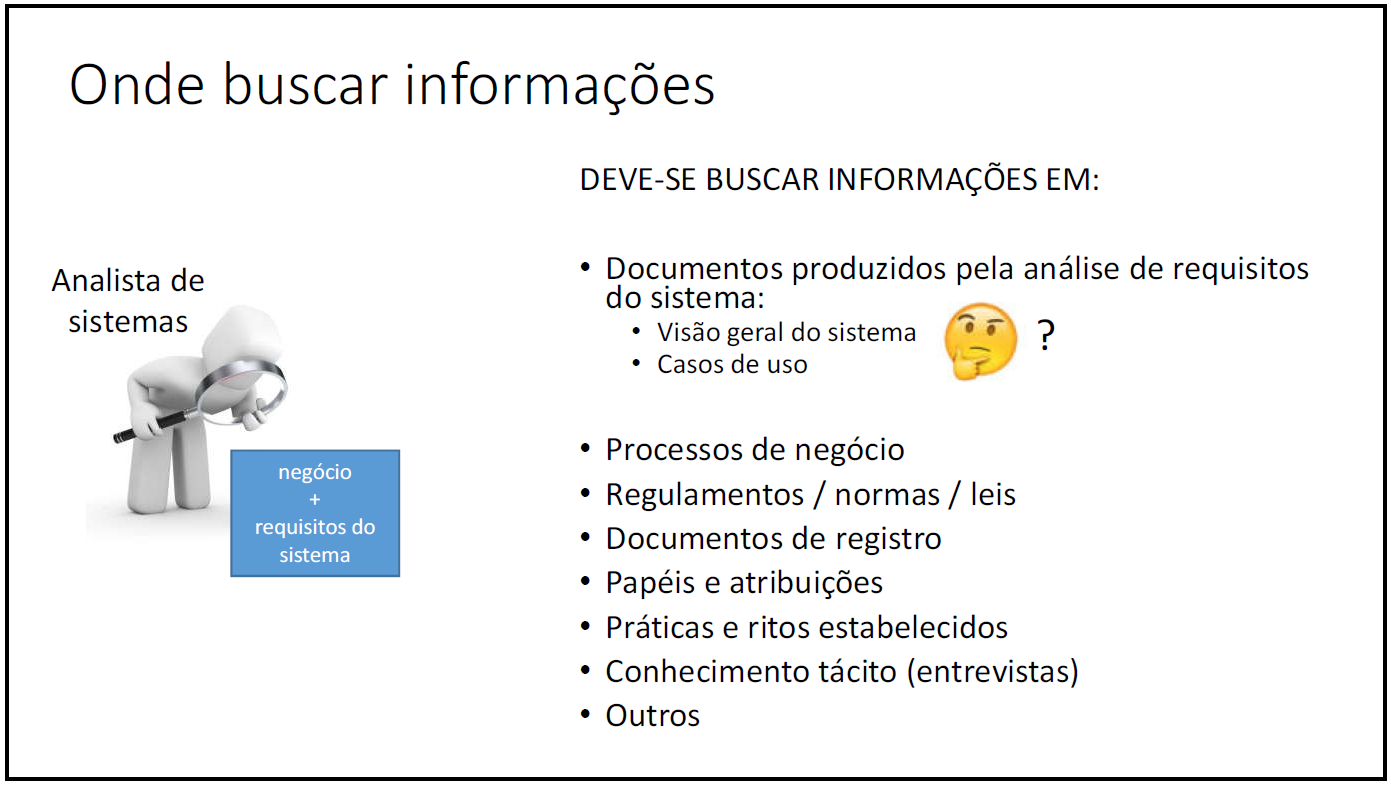 Onde buscar informações
DEVE-SE BUSCAR INFORMAÇÕES EM:
• Documentos produzidos pela análise de requisitos
do sistema:
• Visão geral do sistema
?
• Casos de uso
• Processos de negócio
• Regulamentos / normas / leis
• Documentos de registro
• Papéis e atribuições
• Práticas e ritos estabelecidos
• Conhecimento tácito (entrevistas)
• Outros
Analista de
sistemas
negócio
+
requisitos do
sistema